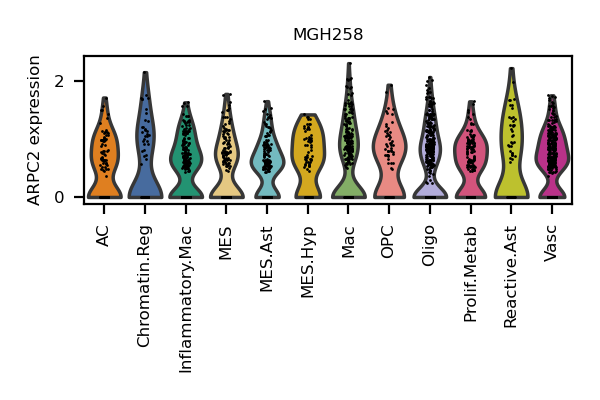 MGH258
ARPC2 expression
2
0
AC
Chromatin.Reg
Inflammatory.Mac
MES
MES.Ast
MES.Hyp
Mac
OPC
Oligo
Prolif.Metab
Reactive.Ast
Vasc